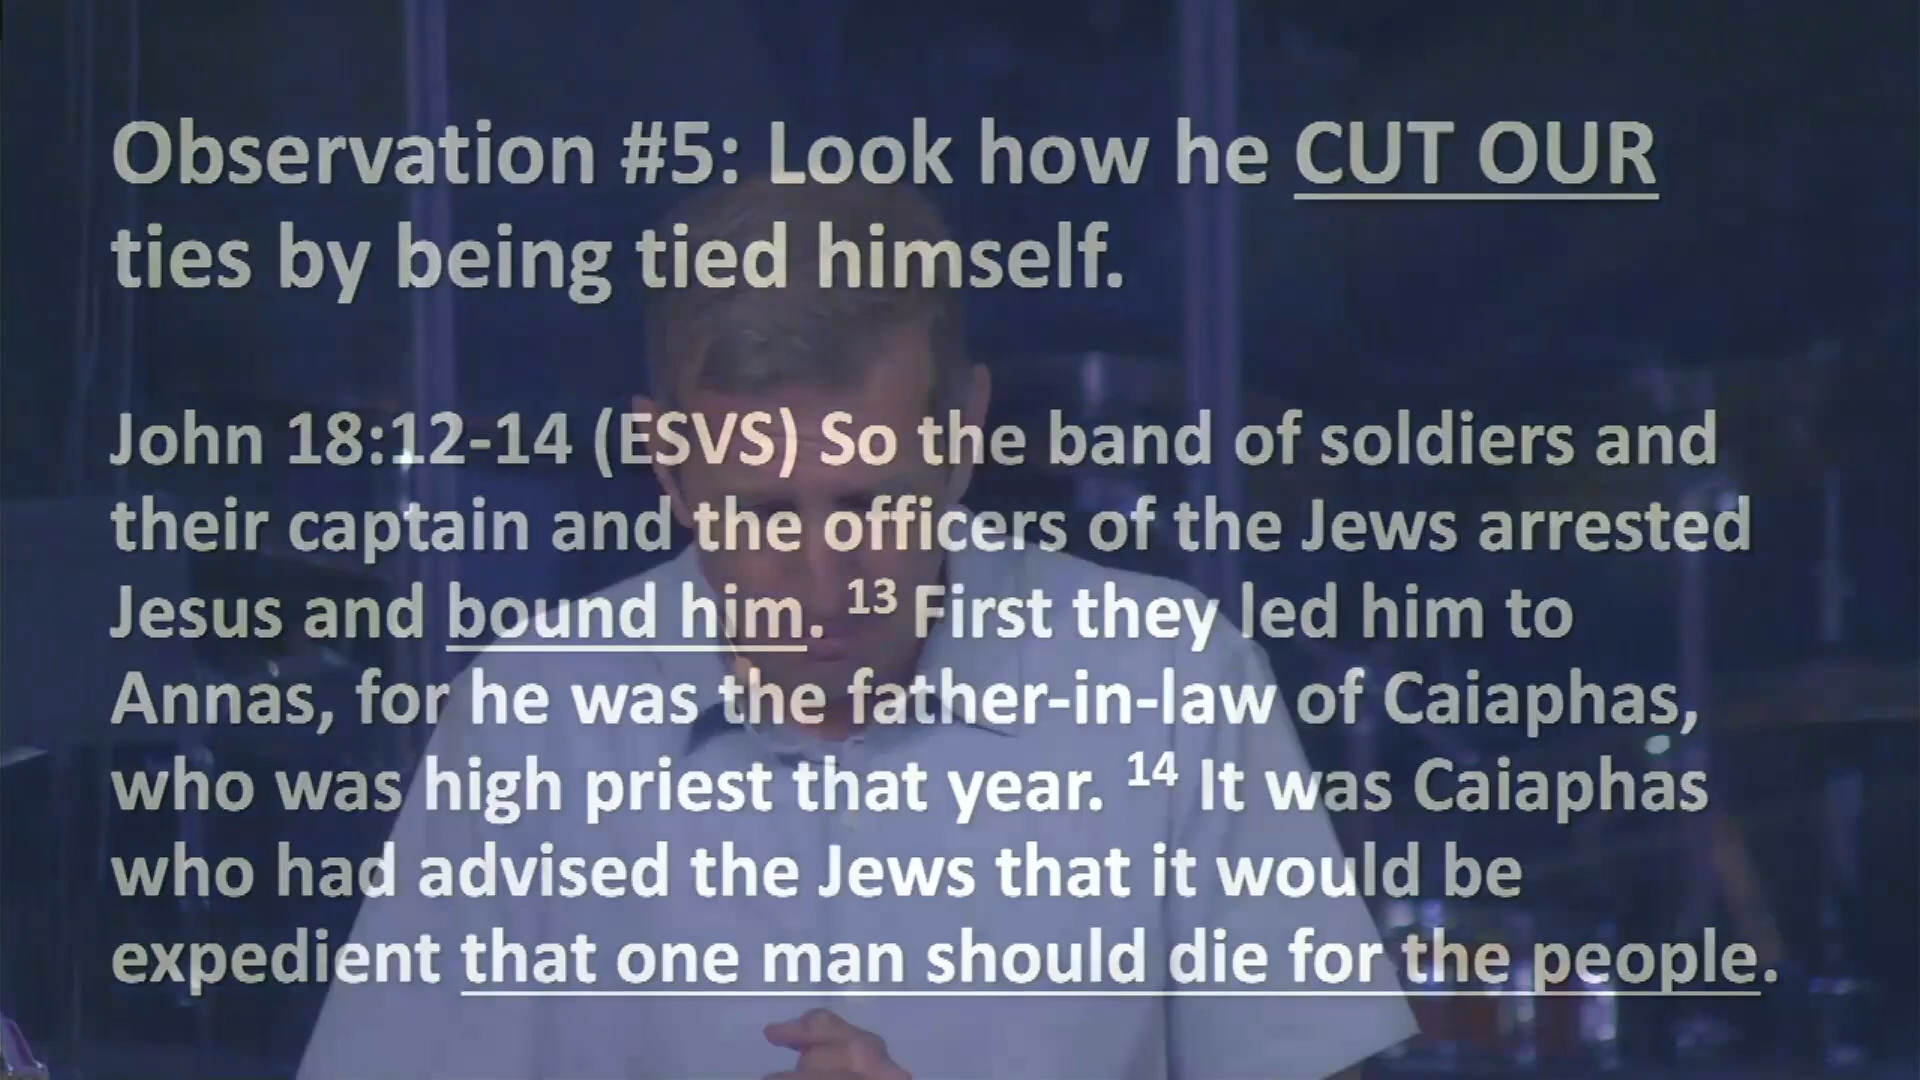 Observation #5: Look how he CUT OUR
ties by being tied himself.
John 18:12-14 (ESVS) So the band of soldiers and
their captain and the officers of the Jews arrested
Jesus and bound him. 13 First they led him to
Annas, for he was the father-in-law of Caiaphas,
who was high priest that year. 14 It was Caiaphas
who had advised the Jews that it would be
expedient that one man should die for the people.